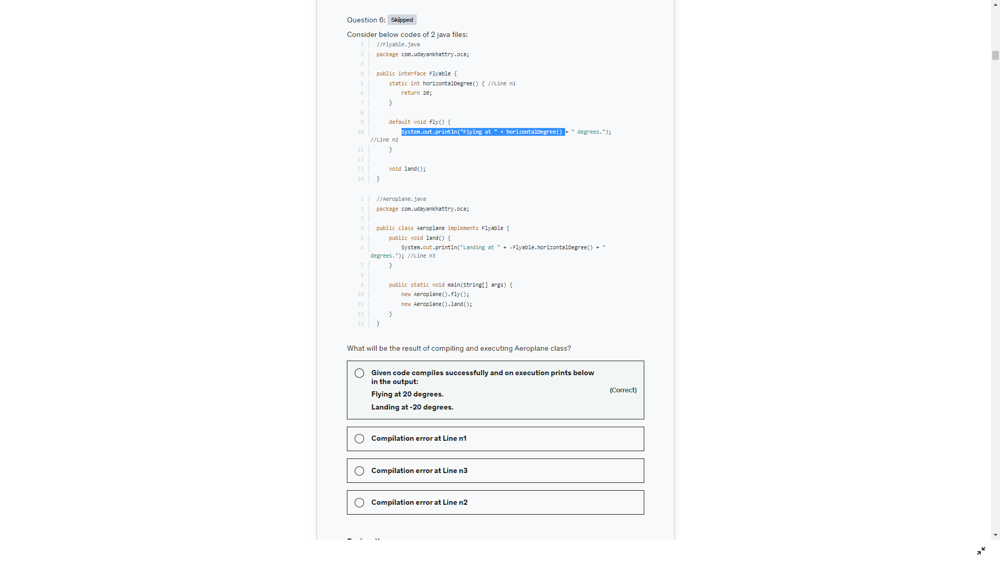 Question 6: Skipped
Consider below codes of 2 java files:
1 //Flyable.java
2 package com.udayankhattry.oca;
3
4 public interface Flyable {
5 static int horizontalDegree() { //Line n1
6 return 20;
7 }
8
9 default void fly() {
10 System.out.println("Flying at " + horizontalDegree() + " degrees.");
//Line n2
11 }
12
13 void land();
14 }
1 //Aeroplane.java
2 package com.udayankhattry.oca;
3
4 public class Aeroplane implements Flyable {
5 public void land() {
6 System.out.println("Landing at " + -Flyable.horizontalDegree() + "
degrees."); //Line n3
7 }
8
9 public static void main(String[] args) {
10 new Aeroplane().fly();
11 new Aeroplane().land();
12 }
13 }
What will be the result of compiling and executing Aeroplane class?
Given code compiles successfully and on execution prints below
in the output:
(Correct)
Flying at 20 degrees.
Landing at -20 degrees.
Compilation error at Line n1
Compilation error at Line n3
Compilation error at Line n2